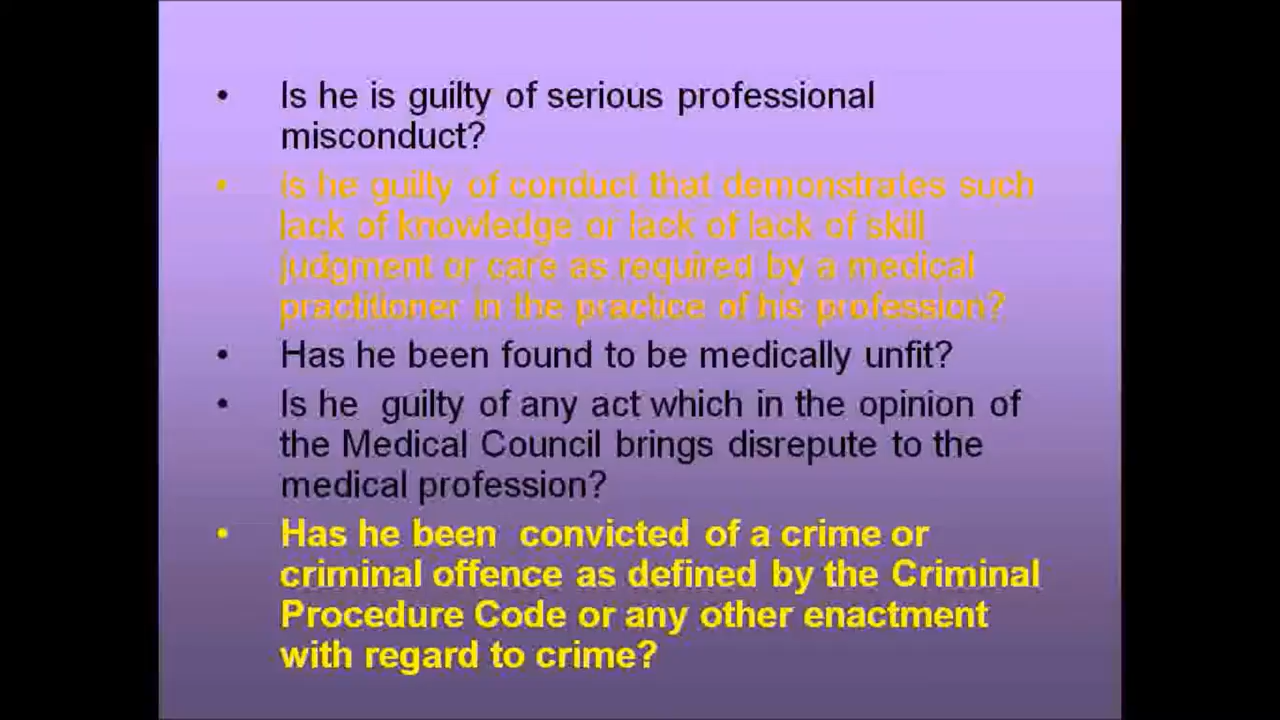 • Is he is guilty of serious professional
misconduct?
• Is he guilty of conduct that demonstrates such
lack of knowledge or lack of lack of skill
judgment or care as required by a medical
practitioner in the practice of his profession?
• Has he been found to be medically unfit?
• Is he guilty of any act which in the opinion of
the Medical Council brings disrepute to the
medical profession?
• Has he been convicted of a crime or
criminal offence as defined by the Criminal
Procedure Code or any other enactment
with regard to crime?